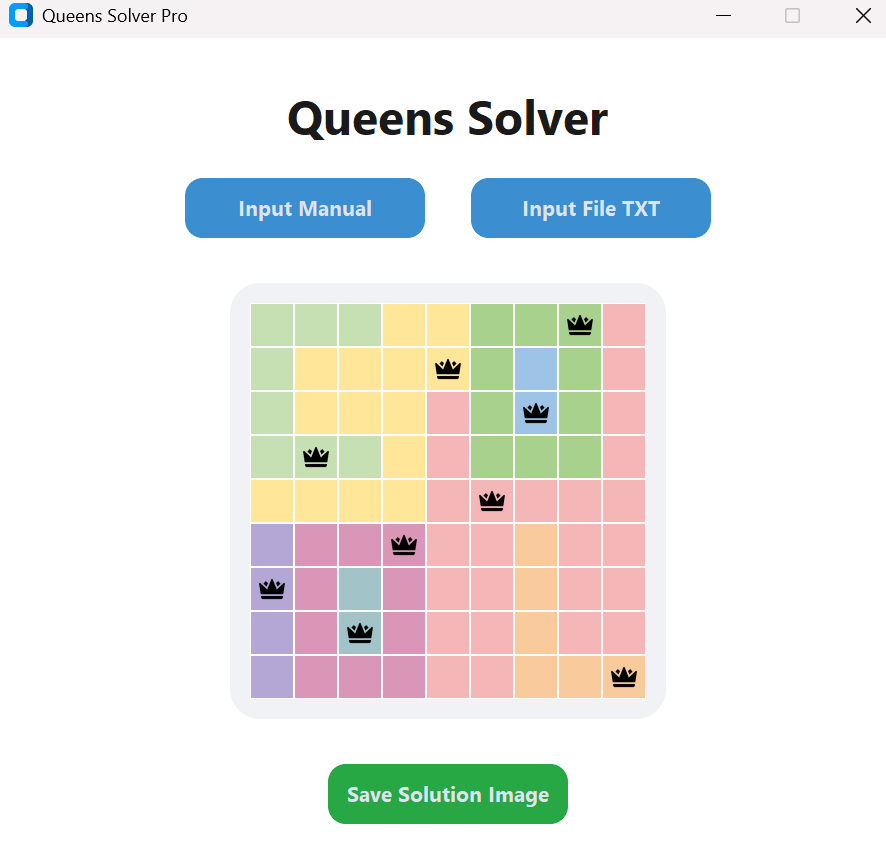 Queens Solver Pro
Queens Solver
Input Manual
Input File TXT
Save Solution Image